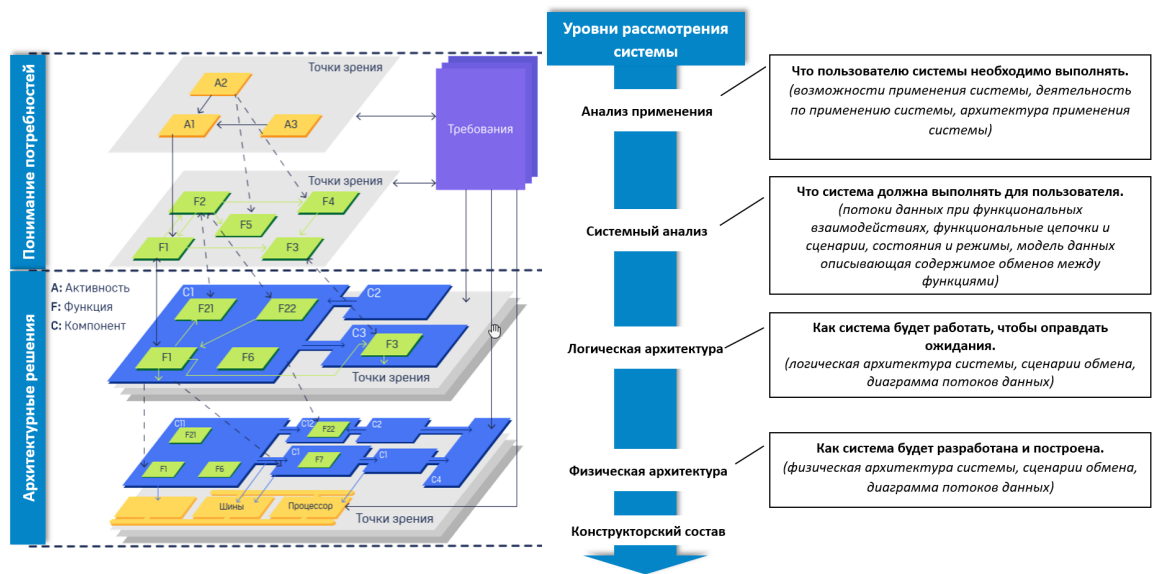 Понимание потребностей
Точки зрения
A2
A1
A3
Требования
Точки зрения
F2
F4
F5
F1
F3
Архитектурные решения
A: Активность
F: Функция
C: Компонент
C1
C2
F21
F22
C3
F3
F1
F6
Точки зрения
C11
C12
C2
F21
F22
C1
C1
F1
F6
F7
C4
Шины
Процессор
Точки зрения
Уровни рассмотрения
системы
Анализ применения
Системный анализ
Логическая архитектура
Физическая архитектура
Конструкторский состав
Что пользователю системы необходимо выполнять.
(возможности применения системы, деятельность
по применению системы, архитектура применения
системы)
Что система должна выполнять для пользователя.
(потоки данных при функциональных
взаимодействиях, функциональные цепочки и
сценарии, состояния и режимы, модель данных
описывающая содержимое обменов между
функциями)
Как система будет работать, чтобы оправдать
ожидания.
(логическая архитектура системы, сценарии обмена,
диаграмма потоков данных)
Как система будет разработана и построена.
(физическая архитектура системы, сценарии обмена,
диаграмма потоков данных)